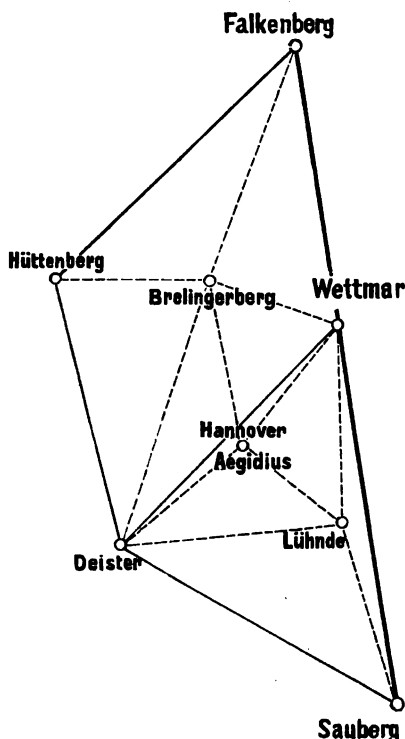 Falkenberg
Hüttenberg
Brelingerberg
Wettmar
Hannover
Aegidius
Lühnde
Deister
Sauberg